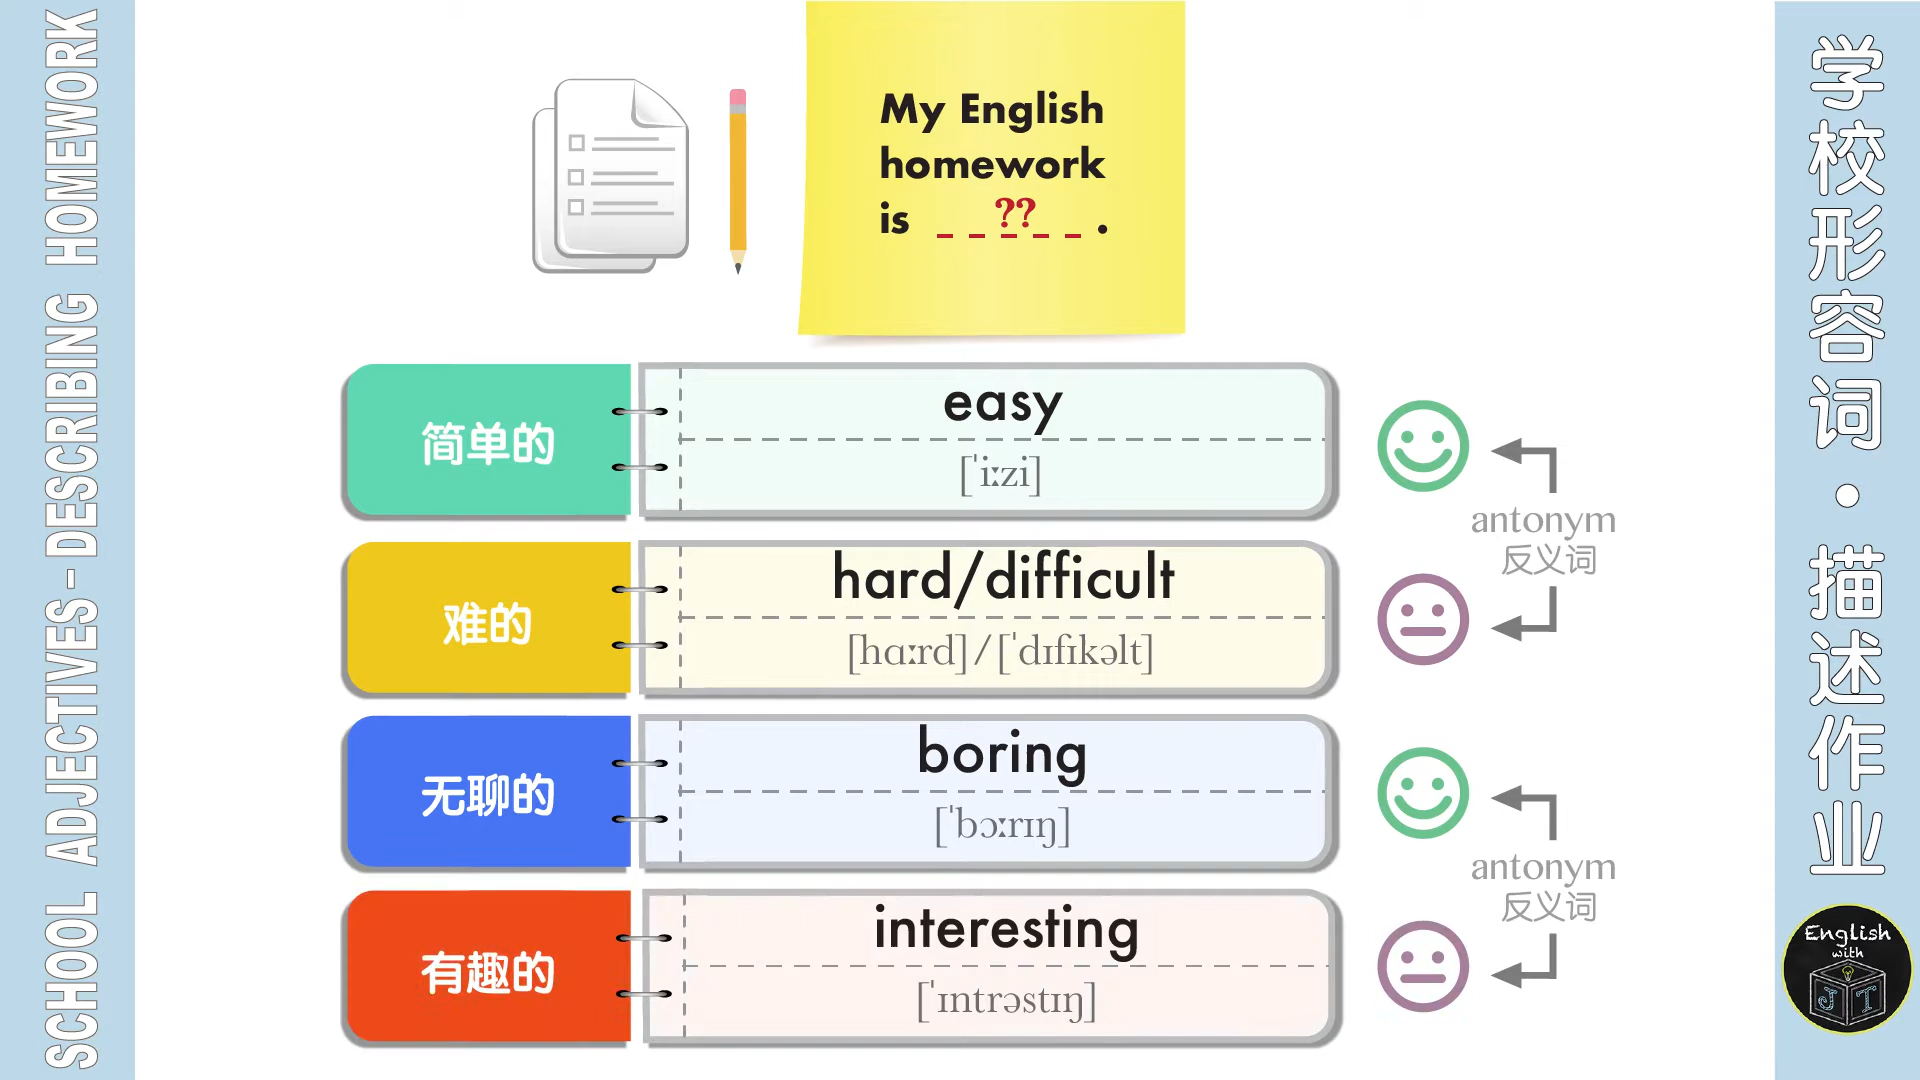 SCHOOL ADJECTIVES-DESCRIBING HOMEWORK
My English
homework
is _ _ ?? _ _ .
简单的
easy
[ˈiːzi]
难的
hard/difficult
[hɑːrd]/[ˈdɪfɪkəlt]
antonym
反义词
无聊的
boring
[ˈbɔːrɪŋ]
有趣的
interesting
[ˈɪntrəstɪŋ]
antonym
反义词
学校形容词·描述作业
English
with
J T